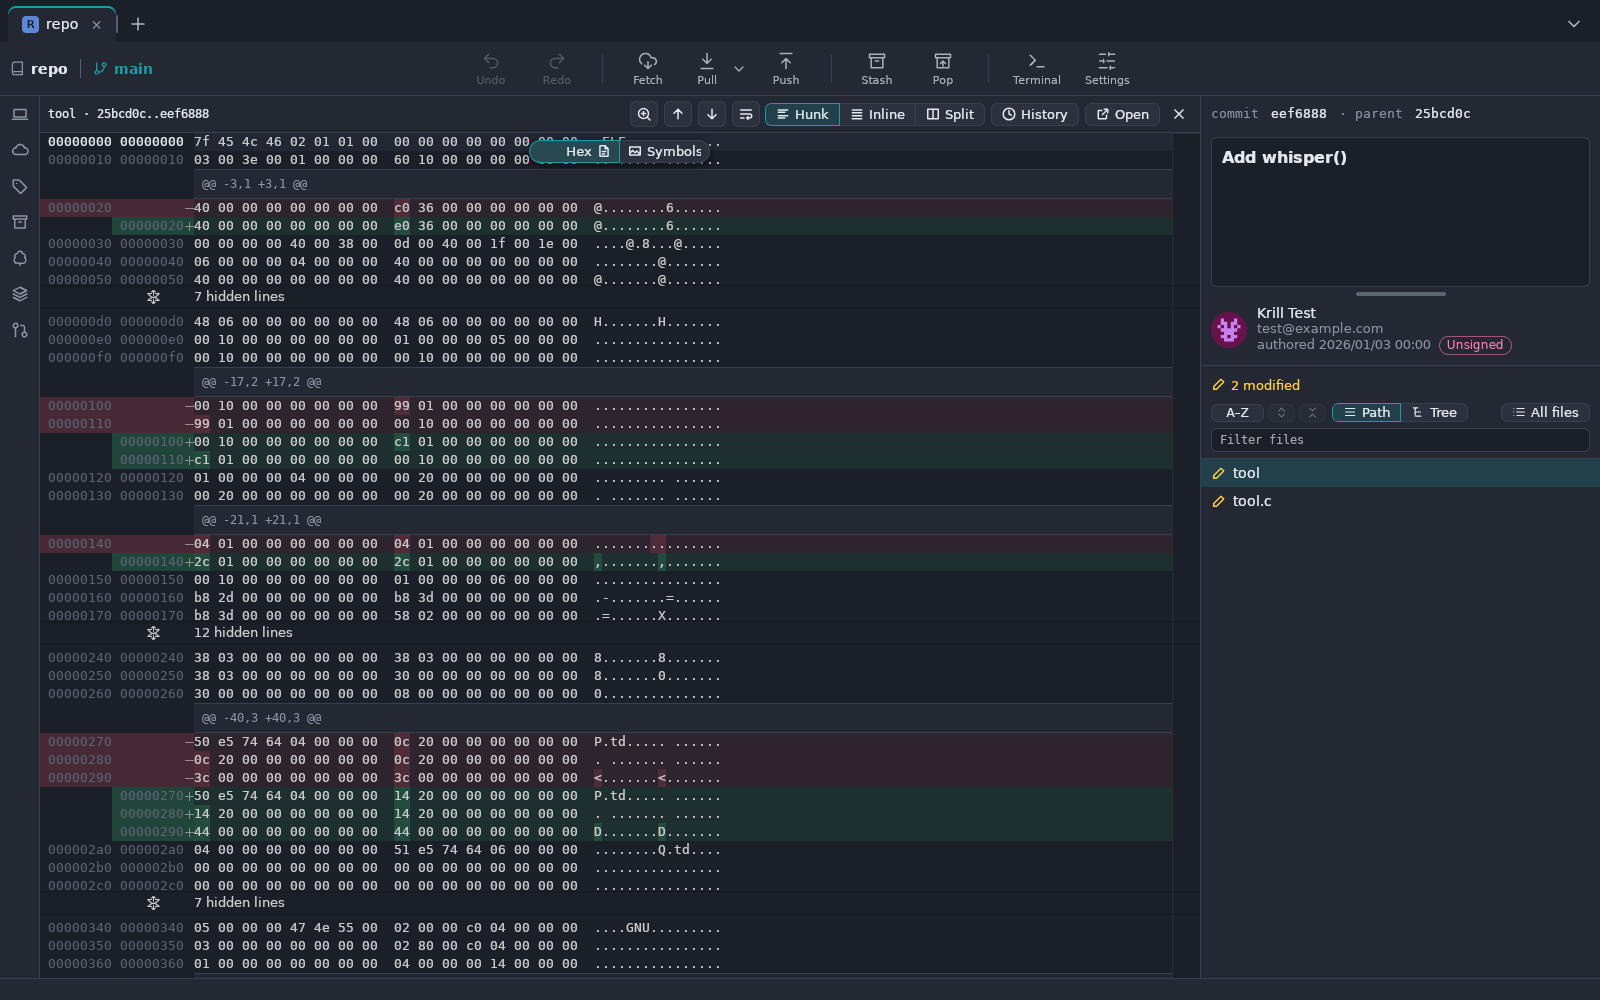 R repo
repo main
Undo Redo Fetch Pull Push Stash Pop Terminal Settings
tool · 25bcd0c..eef6888
Hunk Inline Split History Open
Hex Symbols
00000000 00000000 7f 45 4c 46 02 01 01 00 00 00 00 00 00
00000010 00000010 03 00 3e 00 01 00 00 00 60 10 00 00 00
@@ -3,1 +3,1 @@
00000020 –40 00 00 00 00 00 00 00 c0 36 00 00 00 00 00 00 @........6......
00000020+40 00 00 00 00 00 00 00 e0 36 00 00 00 00 00 00 @........6......
00000030 00000030 00 00 00 00 40 00 38 00 0d 00 40 00 1f 00 1e 00 ....@.8...@.....
00000040 00000040 06 00 00 00 04 00 00 00 40 00 00 00 00 00 00 00 ........@.......
00000050 00000050 40 00 00 00 00 00 00 00 40 00 00 00 00 00 00 00 @.......@.......
7 hidden lines
000000d0 000000d0 48 06 00 00 00 00 00 00 48 06 00 00 00 00 00 00 H.......H.......
000000e0 000000e0 00 10 00 00 00 00 00 00 01 00 00 00 05 00 00 00 ................
000000f0 000000f0 00 10 00 00 00 00 00 00 00 10 00 00 00 00 00 00 ................
@@ -17,2 +17,2 @@
00000100 –00 10 00 00 00 00 00 00 99 01 00 00 00 00 00 00 ................
00000110 –99 01 00 00 00 00 00 00 00 10 00 00 00 00 00 00 ................
00000100+00 10 00 00 00 00 00 00 c1 01 00 00 00 00 00 00 ................
00000110+c1 01 00 00 00 00 00 00 00 10 00 00 00 00 00 00 ................
00000120 00000120 01 00 00 00 04 00 00 00 00 20 00 00 00 00 00 00 ......... ......
00000130 00000130 00 20 00 00 00 00 00 00 00 20 00 00 00 00 00 00 . ....... ......
@@ -21,1 +21,1 @@
00000140 –04 01 00 00 00 00 00 00 04 01 00 00 00 00 00 00 ................
00000140+2c 01 00 00 00 00 00 00 2c 01 00 00 00 00 00 00 ,.......,.......
00000150 00000150 00 10 00 00 00 00 00 00 01 00 00 00 06 00 00 00 ................
00000160 00000160 b8 2d 00 00 00 00 00 00 b8 3d 00 00 00 00 00 00 .-.......=......
00000170 00000170 b8 3d 00 00 00 00 00 00 58 02 00 00 00 00 00 00 .=......X.......
12 hidden lines
00000240 00000240 38 03 00 00 00 00 00 00 38 03 00 00 00 00 00 00 8.......8.......
00000250 00000250 38 03 00 00 00 00 00 00 30 00 00 00 00 00 00 00 8.......0.......
00000260 00000260 30 00 00 00 00 00 00 00 08 00 00 00 00 00 00 00 0...............
@@ -40,3 +40,3 @@
00000270 –50 e5 74 64 04 00 00 00 0c 20 00 00 00 00 00 00 P.td..... ......
00000280 –0c 20 00 00 00 00 00 00 0c 20 00 00 00 00 00 00 . ....... ......
00000290 –3c 00 00 00 00 00 00 00 3c 00 00 00 00 00 00 00 <.......<.......
00000270+50 e5 74 64 04 00 00 00 14 20 00 00 00 00 00 00 P.td..... ......
00000280+14 20 00 00 00 00 00 00 14 20 00 00 00 00 00 00 . ....... ......
00000290+44 00 00 00 00 00 00 00 44 00 00 00 00 00 00 00 D.......D.......
000002a0 000002a0 04 00 00 00 00 00 00 00 51 e5 74 64 06 00 00 00 ........Q.td....
000002b0 000002b0 00 00 00 00 00 00 00 00 00 00 00 00 00 00 00 00 ................
000002c0 000002c0 00 00 00 00 00 00 00 00 00 00 00 00 00 00 00 00 ................
7 hidden lines
00000340 00000340 05 00 00 00 47 4e 55 00 02 00 00 c0 04 00 00 00 ....GNU.........
00000350 00000350 03 00 00 00 00 00 00 00 02 80 00 c0 04 00 00 00 ................
00000360 00000360 01 00 00 00 00 00 00 00 04 00 00 00 14 00 00 00 ................
commit eef6888 · parent 25bcd0c
Add whisper()
Krill Test
test@example.com
authored 2026/01/03 00:00 Unsigned
2 modified
A–Z Path Tree All files
Filter files
tool
tool.c